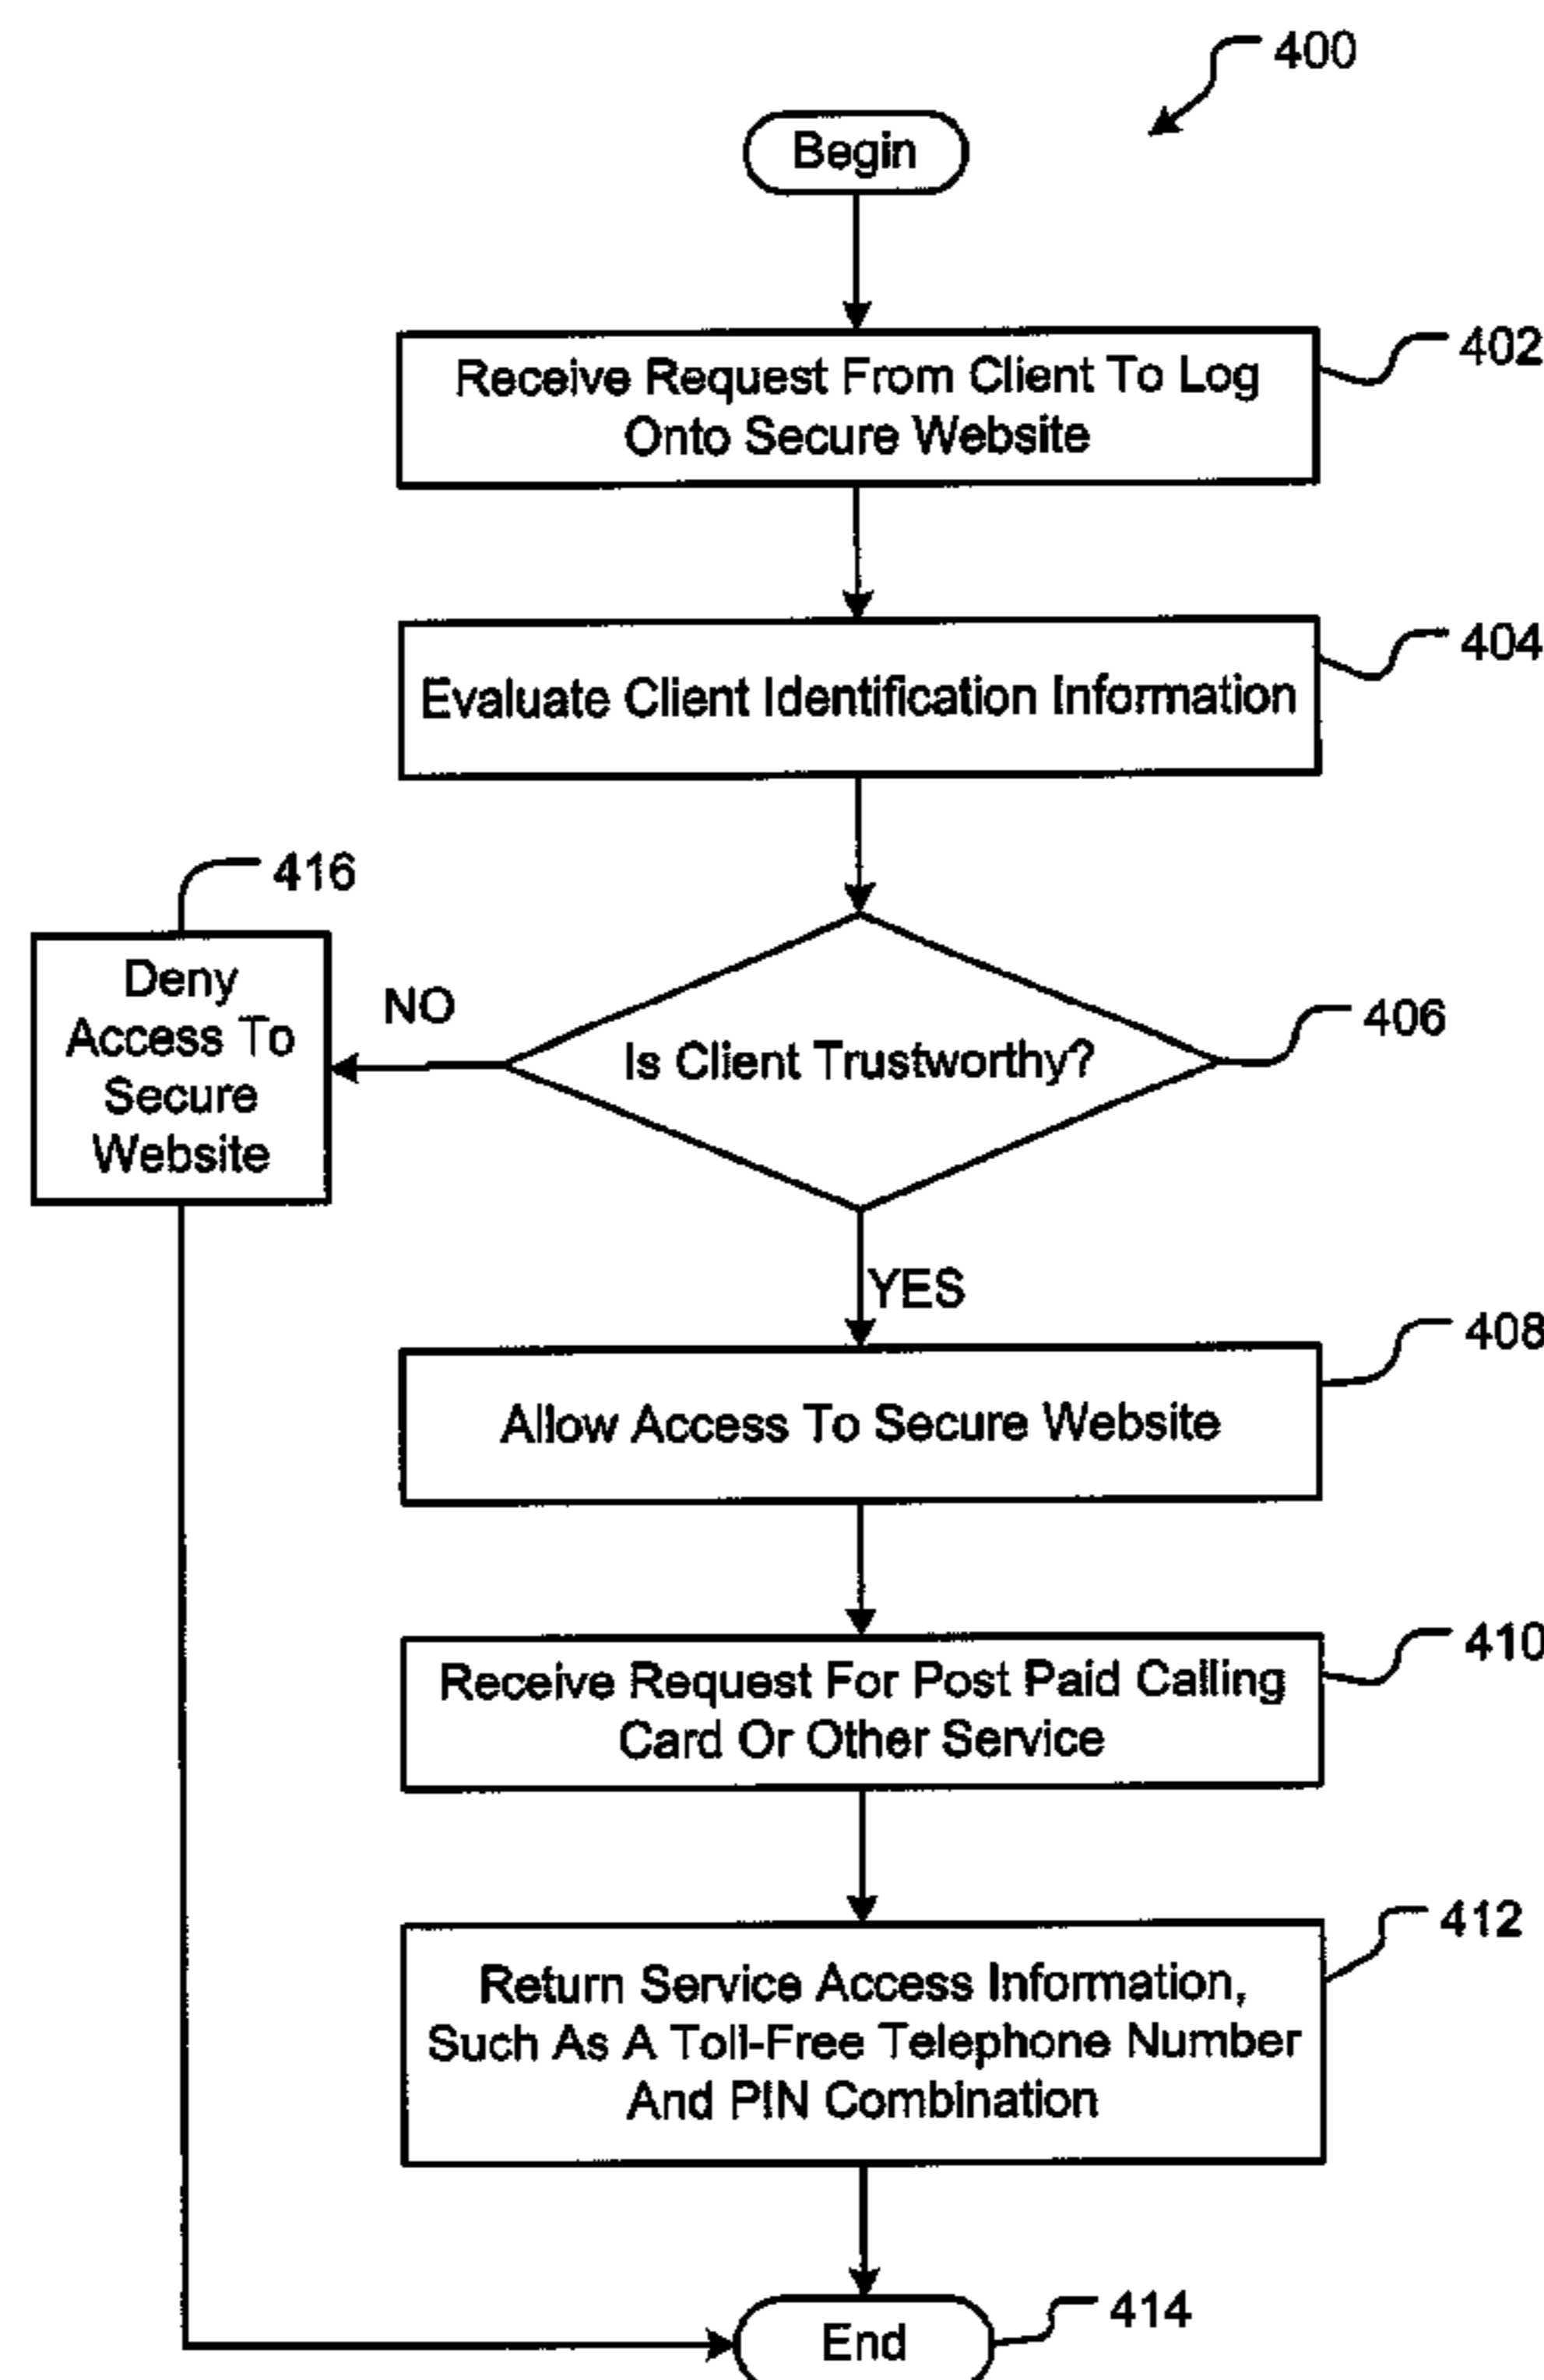 400
Begin
Receive Request From Client To Log
Onto Secure Website
402
Evaluate Client Identification Information
404
416
Deny
Access To
Secure
Website
NO
Is Client Trustworthy?
406
YES
Allow Access To Secure Website
408
Receive Request For Post Paid Calling
Card Or Other Service
410
Return Service Access Information,
Such As A Toll-Free Telephone Number
And PIN Combination
412
End
414